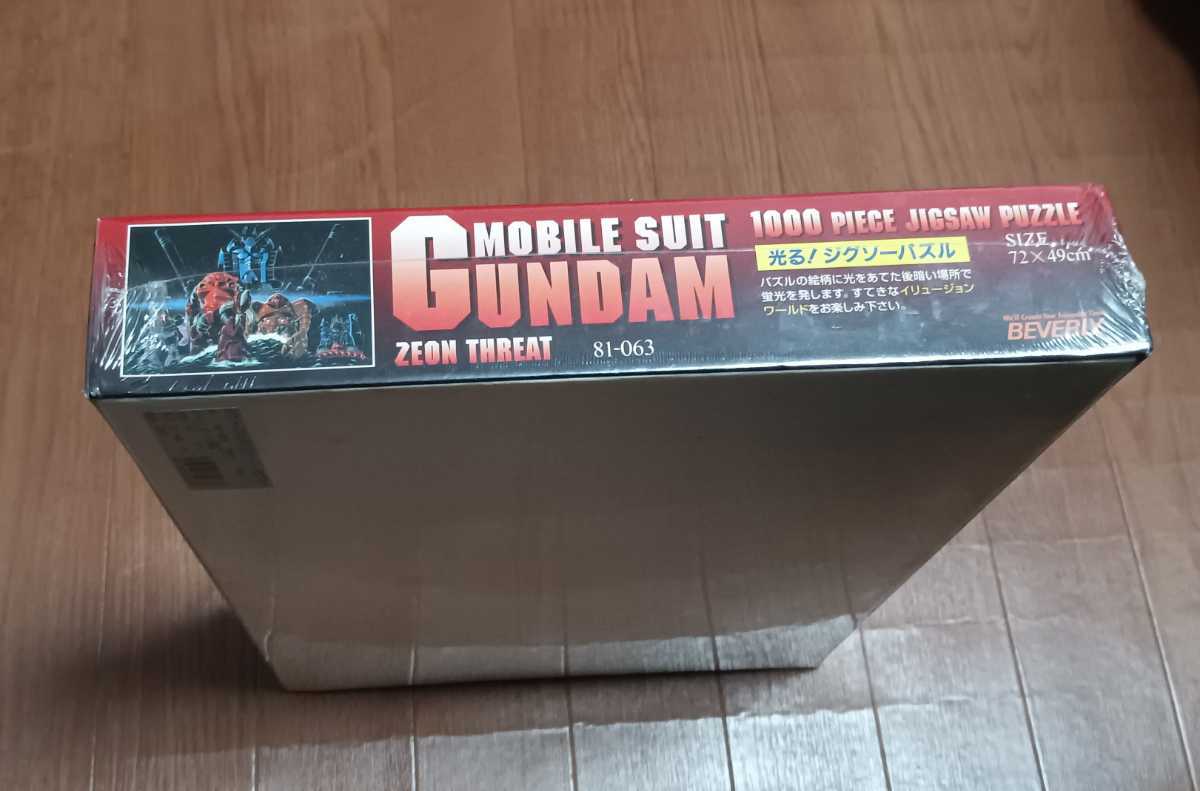 MOBILE SUIT
GUNDAM
ZEON THREAT 81-063
1000 PIECE JIGSAW PUZZLE
光る!ジグソーパズル
パズルの絵柄に光をあてた後暗い場所で
蛍光を発します。すてきなイリュージョン
ワールドをお楽しみ下さい。
SIZE
72×49cm
BEVERLY